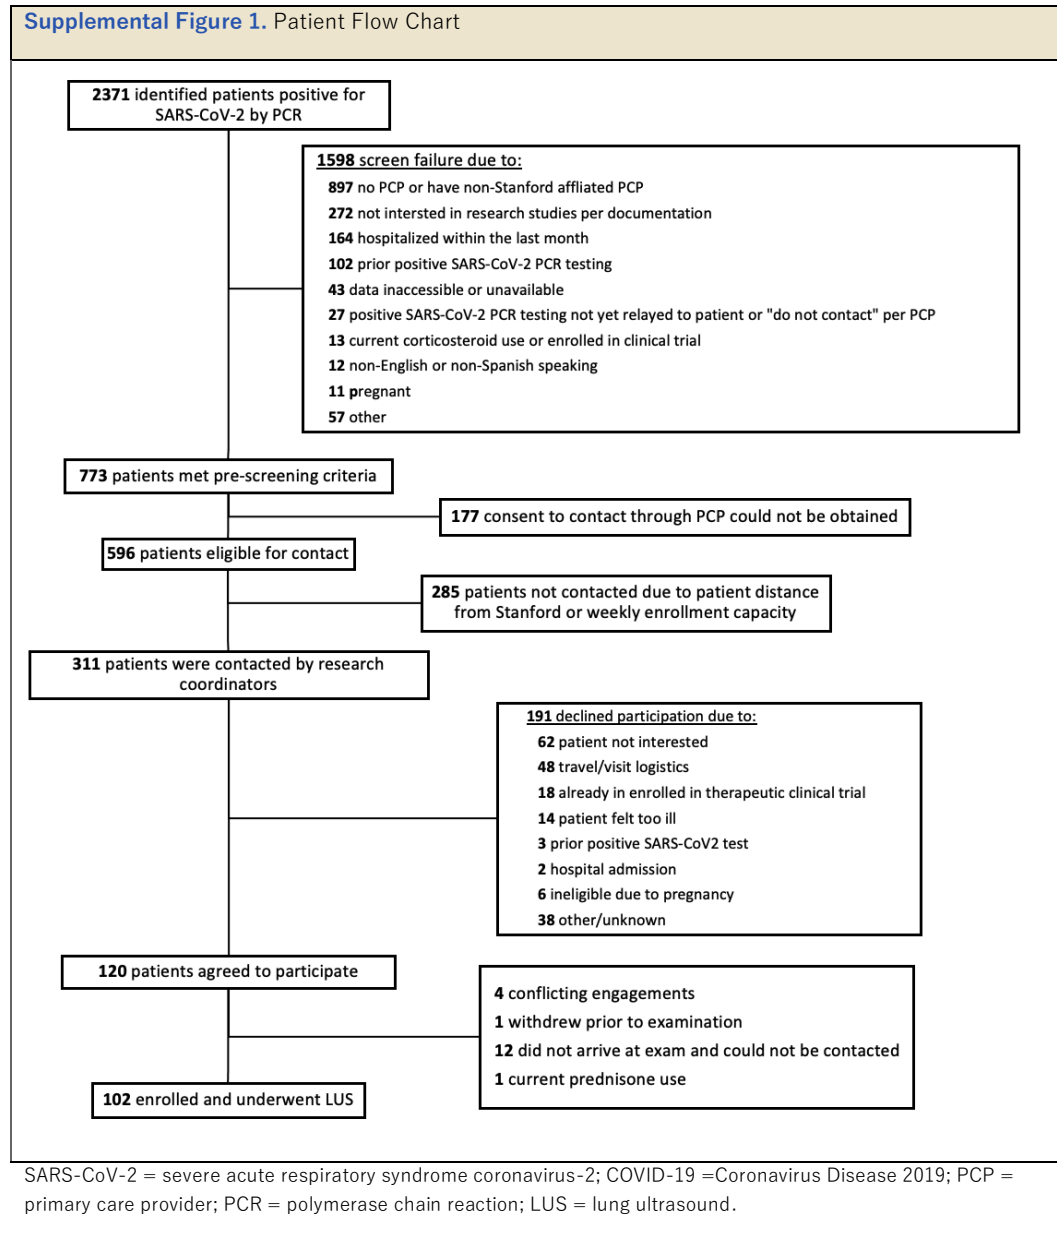 Supplemental Figure 1. Patient Flow Chart
2371 identified patients positive for
SARS-CoV-2 by PCR
1598 screen failure due to:
897 no PCP or have non-Stanford affliated PCP
272 not intersted in research studies per documentation
164 hospitalized within the last month
102 prior positive SARS-CoV-2 PCR testing
43 data inaccessible or unavailable
27 positive SARS-CoV-2 PCR testing not yet relayed to patient or "do not contact" per PCP
13 current corticosteroid use or enrolled in clinical trial
12 non-English or non-Spanish speaking
11 pregnant
57 other
773 patients met pre-screening criteria
177 consent to contact through PCP could not be obtained
596 patients eligible for contact
285 patients not contacted due to patient distance
from Stanford or weekly enrollment capacity
311 patients were contacted by research
coordinators
191 declined participation due to:
62 patient not interested
48 travel/visit logistics
18 already in enrolled in therapeutic clinical trial
14 patient felt too ill
3 prior positive SARS-CoV2 test
2 hospital admission
6 ineligible due to pregnancy
38 other/unknown
120 patients agreed to participate
4 conflicting engagements
1 withdrew prior to examination
12 did not arrive at exam and could not be contacted
1 current prednisone use
102 enrolled and underwent LUS
SARS-CoV-2 = severe acute respiratory syndrome coronavirus-2; COVID-19 =Coronavirus Disease 2019; PCP =
primary care provider; PCR = polymerase chain reaction; LUS = lung ultrasound.